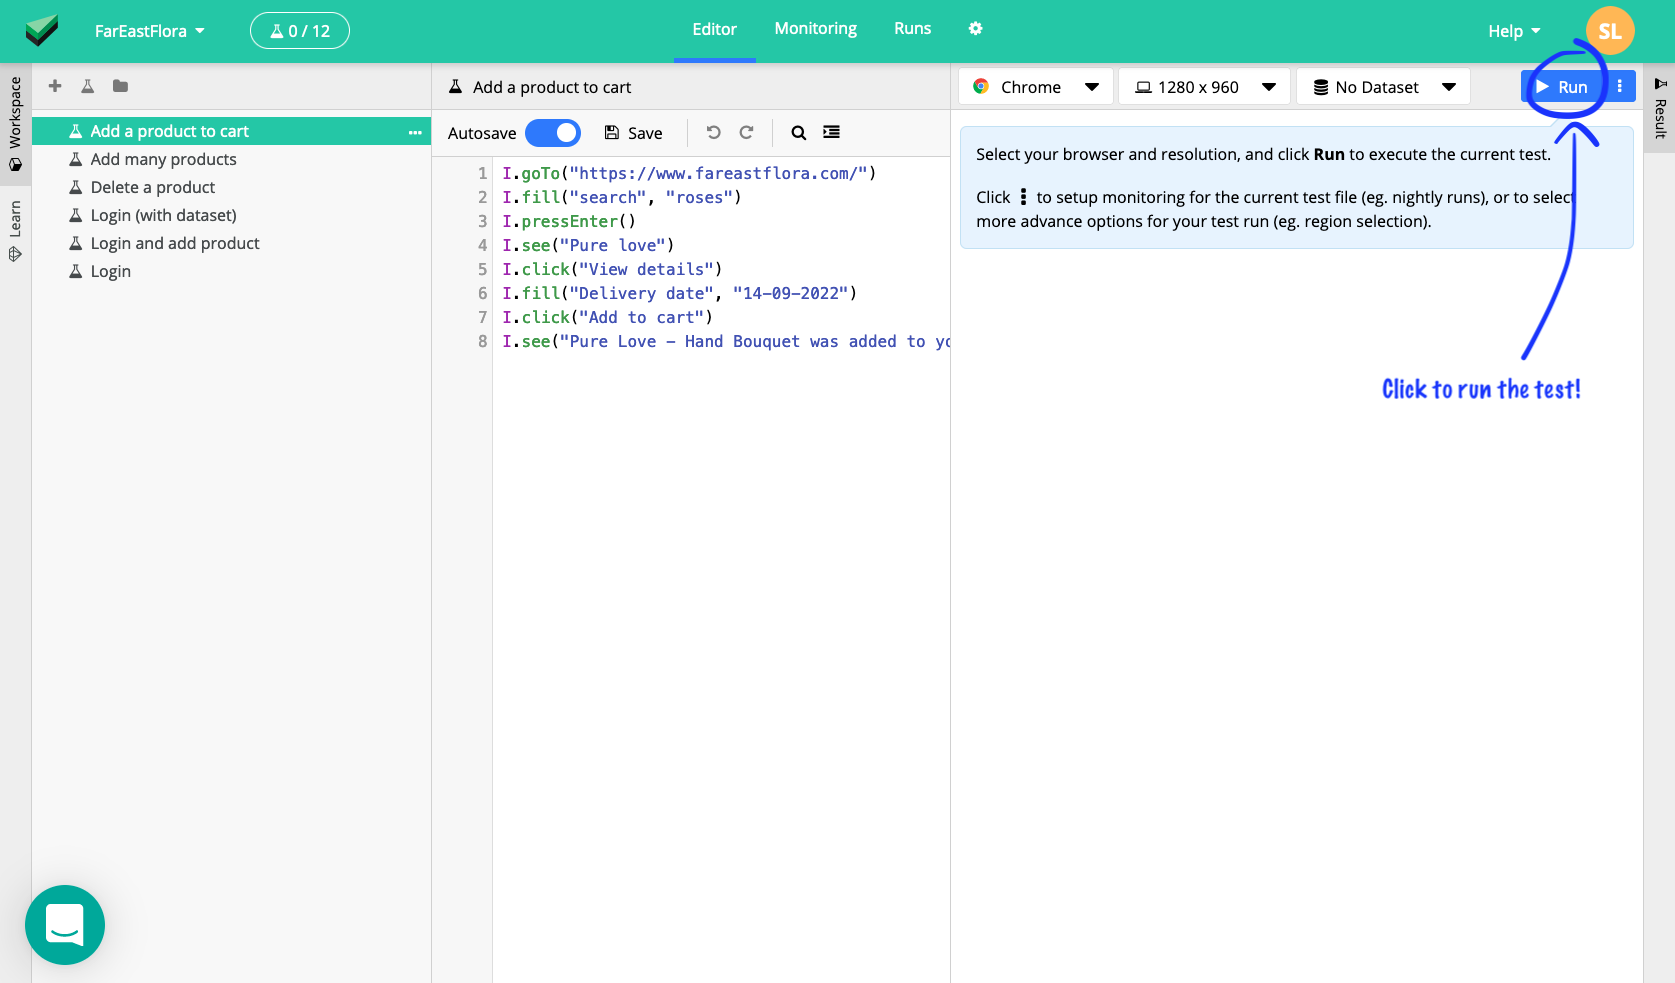 FarEastFlora
0 / 12
Editor
Monitoring
Runs
Help
SL
Workspace
Learn
Add a product to cart
Add many products
Delete a product
Login (with dataset)
Login and add product
Login
Add a product to cart
Autosave
Save
1 I.goTo("https://www.fareastflora.com/")
2 I.fill("search", "roses")
3 I.pressEnter()
4 I.see("Pure love")
5 I.click("View details")
6 I.fill("Delivery date", "14-09-2022")
7 I.click("Add to cart")
8 I.see("Pure Love - Hand Bouquet was added to yo
Chrome
1280 x 960
No Dataset
Run
Result
Select your browser and resolution, and click Run to execute the current test.
Click ⋮ to setup monitoring for the current test file (eg. nightly runs), or to select
more advance options for your test run (eg. region selection).
Click to run the test!